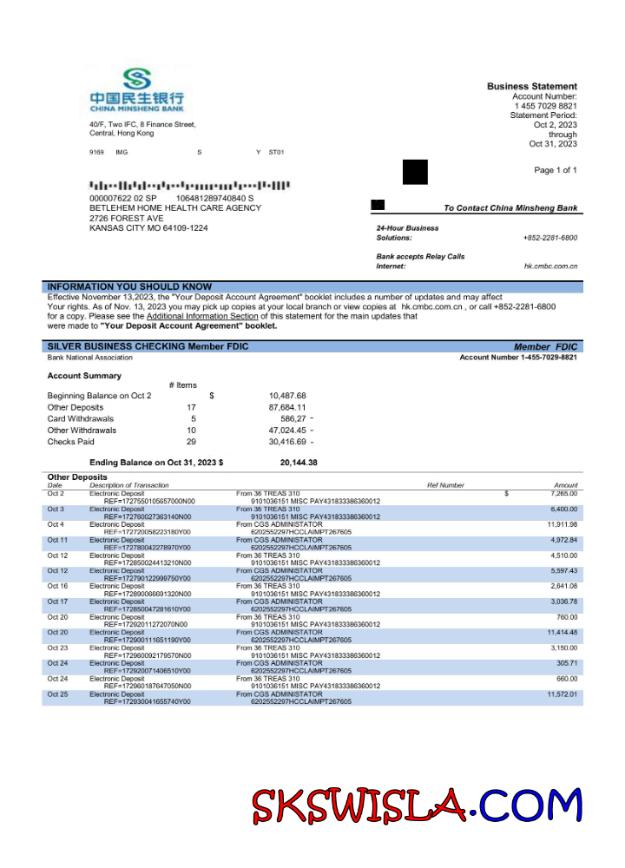 中国民生银行
CHINA MINSHENG BANK
40/F, Two IFC, 8 Finance Street,
Central, Hong Kong
9169 IMG S Y ST01
Business Statement
Account Number:
1 455 7029 8821
Statement Period:
Oct 2, 2023
through
Oct 31, 2023
Page 1 of 1
000007622 02 SP 106481289740840 S
BETLEHEM HOME HEALTH CARE AGENCY
2726 FOREST AVE
KANSAS CITY MO 64109-1224
To Contact China Minsheng Bank
24-Hour Business
Solutions: +852-2281-6800
Bank accepts Relay Calls
Internet: hk.cmbc.com.cn
INFORMATION YOU SHOULD KNOW
Effective November 13,2023, the "Your Deposit Account Agreement" booklet includes a number of updates and may affect
Your rights. As of Nov. 13, 2023 you may pick up copies at your local branch or view copies at hk.cmbc.com.cn , or call +852-2281-6800
for a copy. Please see the Additional Information Section of this statement for the main updates that
were made to "Your Deposit Account Agreement" booklet.
SILVER BUSINESS CHECKING Member FDIC Member FDIC
Bank National Association Account Number 1-455-7029-8821
Account Summary
# Items
Beginning Balance on Oct 2 $ 10,487.68
Other Deposits 17 87,684.11
Card Withdrawals 5 586,27 -
Other Withdrawals 10 47,024.45 -
Checks Paid 29 30,416.69 -
Ending Balance on Oct 31, 2023 $ 20,144.38
Other Deposits
Date Description of Transaction Ref Number Amount
Oct 2 Electronic Deposit From 36 TREAS 310 $ 7,265.00
REF=1727550105657000N00 9101036151 MISC PAY431833386360012
Oct 3 Electronic Deposit From 36 TREAS 310 6,400.00
REF=172760027363140N00 9101036151 MISC PAY431833386360012
Oct 4 Electronic Deposit From CGS ADMINISTATOR 11,911.98
REF=172720058223180Y00 6202552297HCCLAIMPT267605
Oct 11 Electronic Deposit From CGS ADMINISTATOR 4,972.84
REF=172780042278970Y00 6202552297HCCLAIMPT267605
Oct 12 Electronic Deposit From 36 TREAS 310 4,510.00
REF=172850024413210N00 9101036151 MISC PAY431833386360012
Oct 12 Electronic Deposit From CGS ADMINISTATOR 5,597.43
REF=172790122999750Y00 6202552297HCCLAIMPT267605
Oct 16 Electronic Deposit From 36 TREAS 310 2,641.08
REF=172890066691320N00 9101036151 MISC PAY431833386360012
Oct 17 Electronic Deposit From CGS ADMINISTATOR 3,036.78
REF=172850047281610Y00 6202552297HCCLAIMPT267605
Oct 20 Electronic Deposit From 36 TREAS 310 760.00
REF=17292011272070N00 9101036151 MISC PAY431833386360012
Oct 20 Electronic Deposit From CGS ADMINISTATOR 11,414.48
REF=172900111651190Y00 6202552297HCCLAIMPT267605
Oct 23 Electronic Deposit From 36 TREAS 310 3,150.00
REF=172960092179570N00 9101036151 MISC PAY431833386360012
Oct 24 Electronic Deposit From CGS ADMINISTATOR 305.71
REF=172920071406510Y00 6202552297HCCLAIMPT267605
Oct 24 Electronic Deposit From 36 TREAS 310 660.00
REF=172960187647050N00 9101036151 MISC PAY431833386360012
Oct 25 Electronic Deposit From CGS ADMINISTATOR 11,572.01
REF=172930041655740Y00 6202552297HCCLAIMPT267605
SKSWISLA.COM